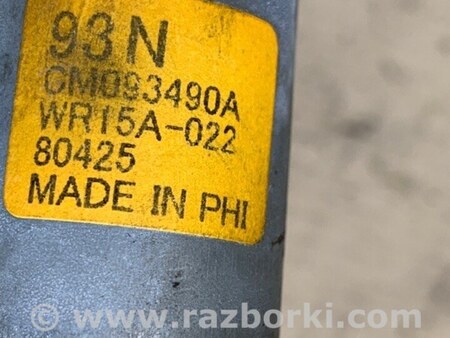 93N
CM093490A
WR15A-022
80425
MADE IN PHI
www.razborki.com